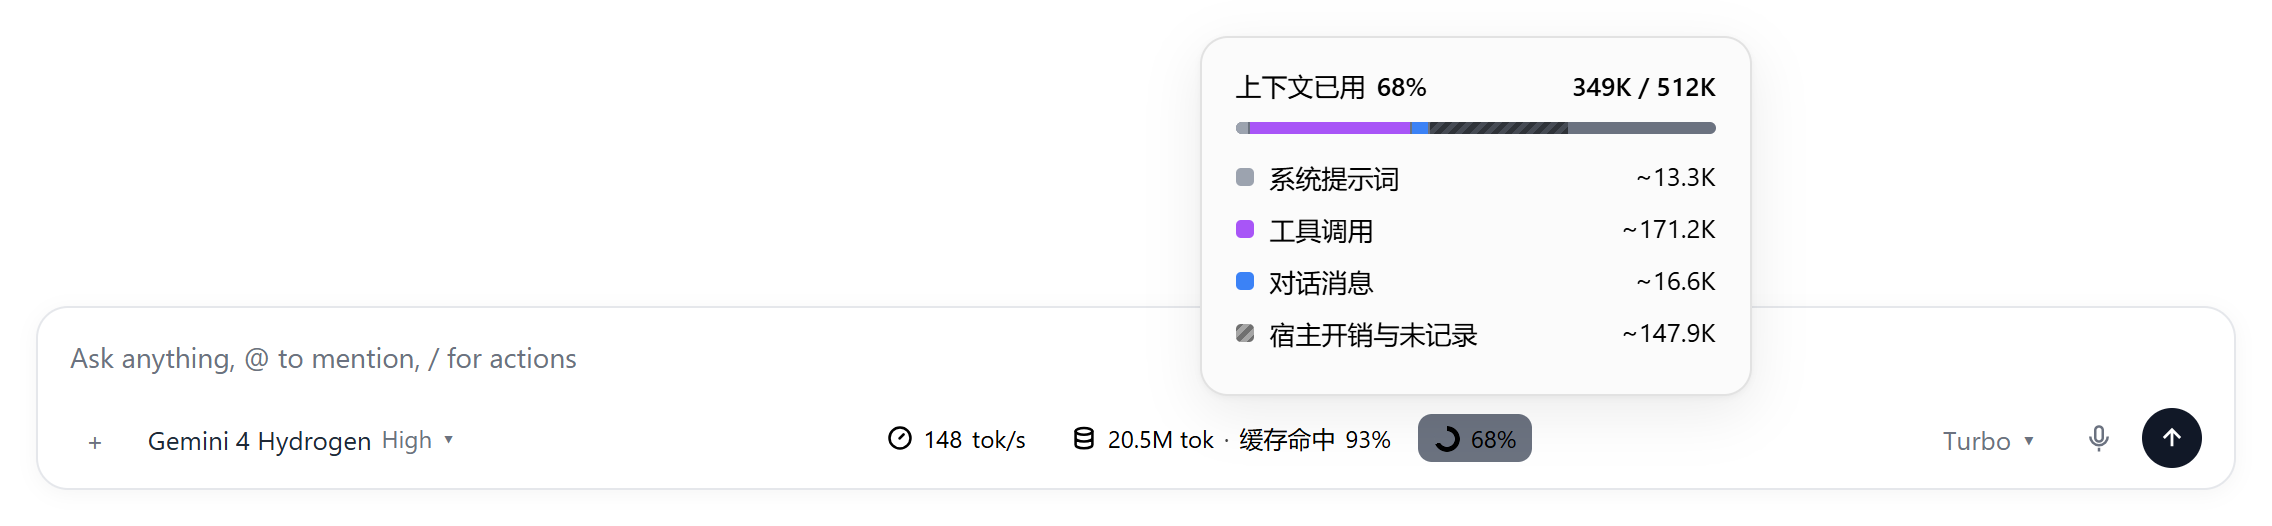 上下文已用 68% 349K / 512K
系统提示词 ~13.3K
工具调用 ~171.2K
对话消息 ~16.6K
宿主开销与未记录 ~147.9K
Ask anything, @ to mention, / for actions
+ Gemini 4 Hydrogen High 148 tok/s 20.5M tok · 缓存命中 93% 68% Turbo